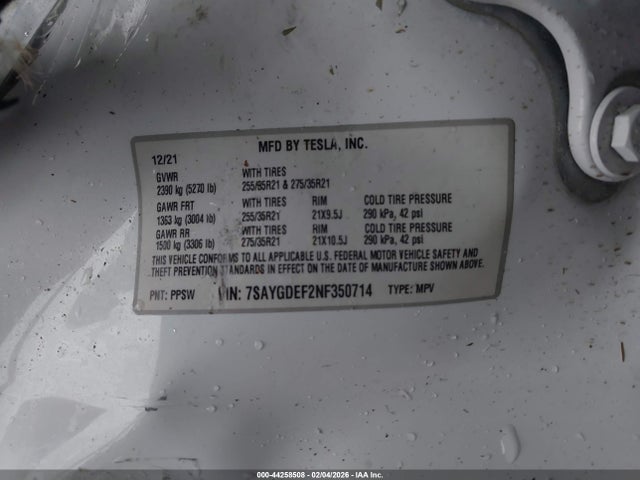 MFD BY TESLA, INC.
12/21
GVWR WITH TIRES
2390 kg (5270 lb) 255/35R21 & 275/35R21
GAWR FRT WITH TIRES RIM COLD TIRE PRESSURE
1363 kg (3004 lb) 255/35R21 21X9.5J 290 kPa, 42 psi
GAWR RR WITH TIRES RIM COLD TIRE PRESSURE
1500 kg (3306 lb) 275/35R21 21X10.5J 290 kPa, 42 psi
THIS VEHICLE CONFORMS TO ALL APPLICABLE U.S. FEDERAL MOTOR VEHICLE SAFETY AND
THEFT PREVENTION STANDARDS IN EFFECT ON THE DATE OF MANUFACTURE SHOWN ABOVE.
PNT: PPSW VIN: 7SAYGDEF2NF350714 TYPE: MPV
000-44258508 - 02/04/2026 - IAA Inc.